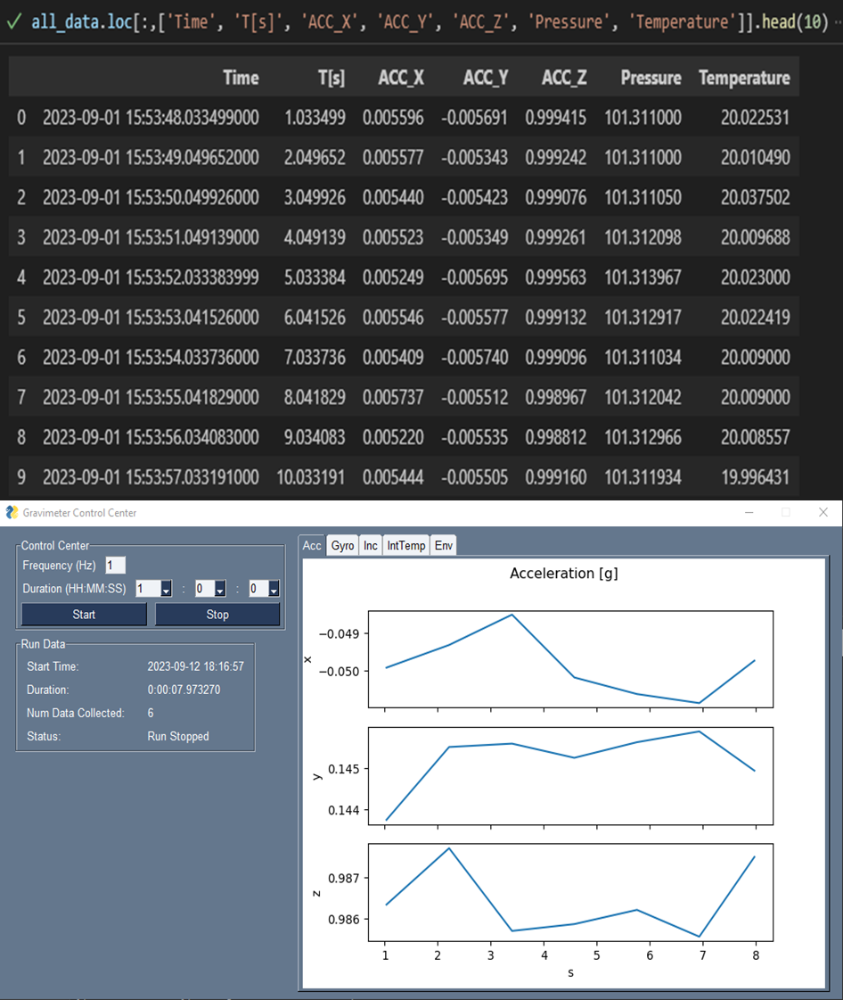 ✓ all_data.loc[:,['Time', 'T[s]', 'ACC_X', 'ACC_Y', 'ACC_Z', 'Pressure', 'Temperature']].head(10) ··
Time T[s] ACC_X ACC_Y ACC_Z Pressure Temperature
0 2023-09-01 15:53:48.033499000 1.033499 0.005596 -0.005691 0.999415 101.311000 20.022531
1 2023-09-01 15:53:49.049652000 2.049652 0.005577 -0.005343 0.999242 101.311000 20.010490
2 2023-09-01 15:53:50.049926000 3.049926 0.005440 -0.005423 0.999076 101.311050 20.037502
3 2023-09-01 15:53:51.049139000 4.049139 0.005523 -0.005349 0.999261 101.312098 20.009688
4 2023-09-01 15:53:52.033383999 5.033384 0.005249 -0.005695 0.999563 101.313967 20.023000
5 2023-09-01 15:53:53.041526000 6.041526 0.005546 -0.005577 0.999132 101.312917 20.022419
6 2023-09-01 15:53:54.033736000 7.033736 0.005409 -0.005740 0.999096 101.311034 20.009000
7 2023-09-01 15:53:55.041829000 8.041829 0.005737 -0.005512 0.998967 101.312042 20.009000
8 2023-09-01 15:53:56.034083000 9.034083 0.005220 -0.005535 0.998812 101.312966 20.008557
9 2023-09-01 15:53:57.033191000 10.033191 0.005444 -0.005505 0.999160 101.311934 19.996431
Gravimeter Control Center
Control Center
Frequency (Hz) 1
Duration (HH:MM:SS) 1 : 0 : 0
Start Stop
Run Data
Start Time: 2023-09-12 18:16:57
Duration: 0:00:07.973270
Num Data Collected: 6
Status: Run Stopped
Acc Gyro Inc IntTemp Env
Acceleration [g]
−0.049
x
−0.050
y
0.145
0.144
z
0.987
0.986
1 2 3 4 5 6 7 8
s